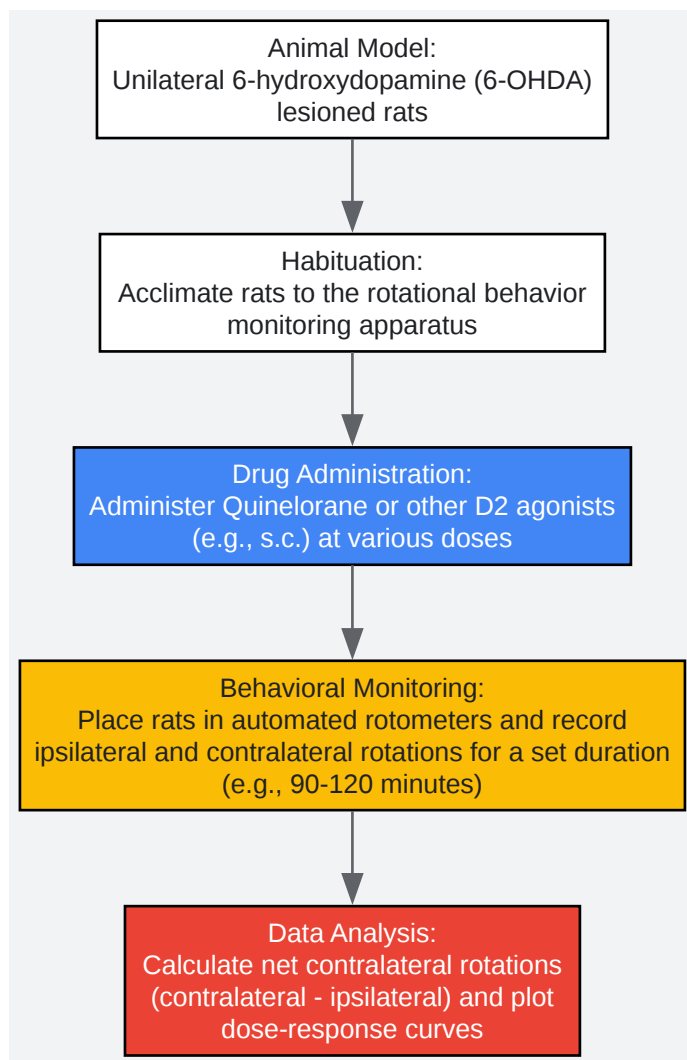 Animal Model:
Unilateral 6-hydroxydopamine (6-OHDA)
lesioned rats
Habituation:
Acclimate rats to the rotational behavior
monitoring apparatus
Drug Administration:
Administer Quinelorane or other D2 agonists
(e.g., s.c.) at various doses
Behavioral Monitoring:
Place rats in automated rotometers and record
ipsilateral and contralateral rotations for a set duration
(e.g., 90-120 minutes)
Data Analysis:
Calculate net contralateral rotations
(contralateral - ipsilateral) and plot
dose-response curves